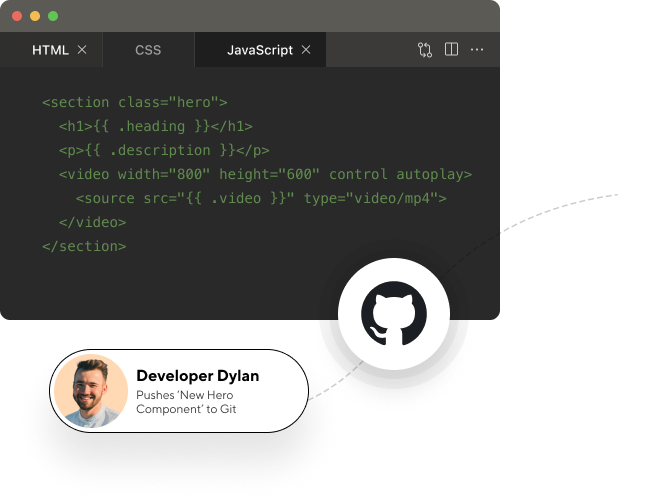 HTML CSS JavaScript
<section class="hero">
<h1>{{ .heading }}</h1>
<p>{{ .description }}</p>
<video width="800" height="600" control autoplay>
<source src="{{ .video }}" type="video/mp4">
</video>
</section>
Developer Dylan
Pushes ‘New Hero
Component’ to Git